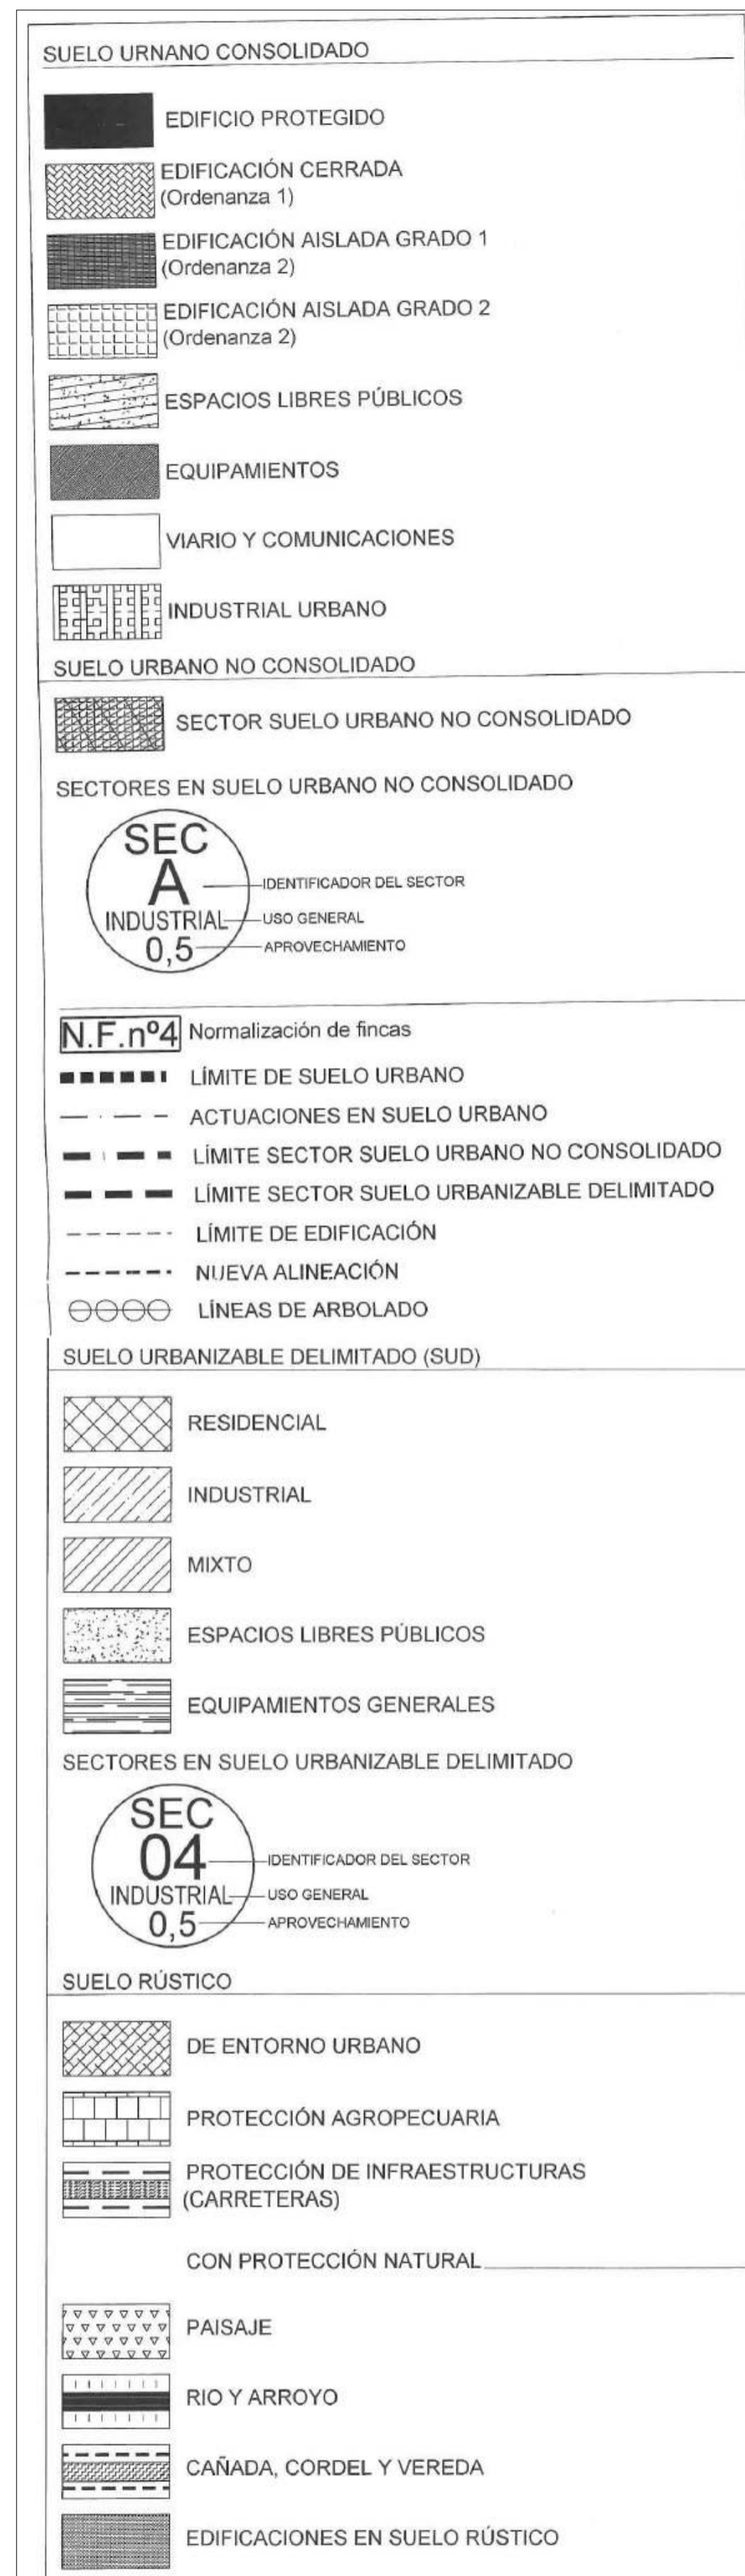 SUELO URNANO CONSOLIDADO
EDIFICIO PROTEGIDO
EDIFICACIÓN CERRADA
(Ordenanza 1)
EDIFICACIÓN AISLADA GRADO 1
(Ordenanza 2)
EDIFICACIÓN AISLADA GRADO 2
(Ordenanza 2)
ESPACIOS LIBRES PÚBLICOS
EQUIPAMIENTOS
VIARIO Y COMUNICACIONES
INDUSTRIAL URBANO
SUELO URBANO NO CONSOLIDADO
SECTOR SUELO URBANO NO CONSOLIDADO
SECTORES EN SUELO URBANO NO CONSOLIDADO
SEC
A IDENTIFICADOR DEL SECTOR
INDUSTRIAL USO GENERAL
0,5 APROVECHAMIENTO
N.F.nº4 Normalización de fincas
LÍMITE DE SUELO URBANO
ACTUACIONES EN SUELO URBANO
LÍMITE SECTOR SUELO URBANO NO CONSOLIDADO
LÍMITE SECTOR SUELO URBANIZABLE DELIMITADO
LÍMITE DE EDIFICACIÓN
NUEVA ALINEACIÓN
LÍNEAS DE ARBOLADO
SUELO URBANIZABLE DELIMITADO (SUD)
RESIDENCIAL
INDUSTRIAL
MIXTO
ESPACIOS LIBRES PÚBLICOS
EQUIPAMIENTOS GENERALES
SECTORES EN SUELO URBANIZABLE DELIMITADO
SEC
04 IDENTIFICADOR DEL SECTOR
INDUSTRIAL USO GENERAL
0,5 APROVECHAMIENTO
SUELO RÚSTICO
DE ENTORNO URBANO
PROTECCIÓN AGROPECUARIA
PROTECCIÓN DE INFRAESTRUCTURAS
(CARRETERAS)
CON PROTECCIÓN NATURAL
PAISAJE
RIO Y ARROYO
CAÑADA, CORDEL Y VEREDA
EDIFICACIONES EN SUELO RÚSTICO